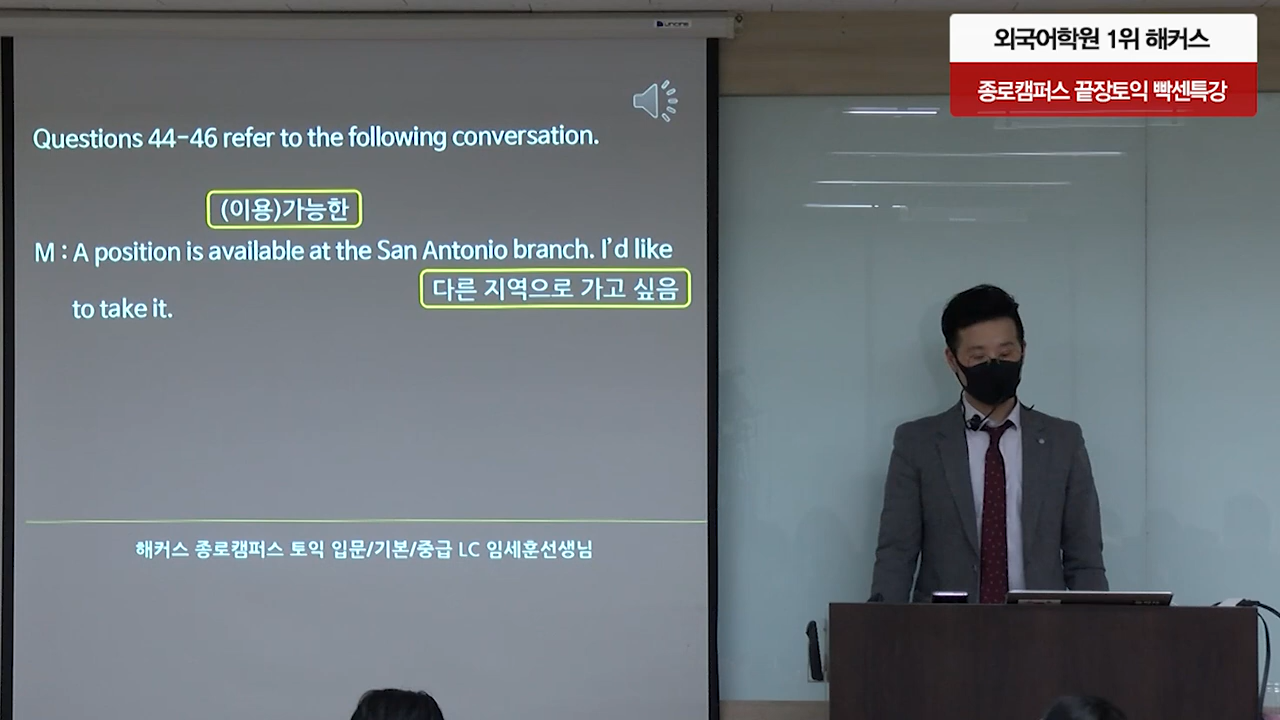 외국어학원 1위 해커스
종로캠퍼스 끝장토익 빡센특강
Questions 44-46 refer to the following conversation.
(이용)가능한
M : A position is available at the San Antonio branch. I'd like
다른 지역으로 가고 싶음
to take it.
해커스 종로캠퍼스 토익 입문/기본/중급 LC 임세훈선생님